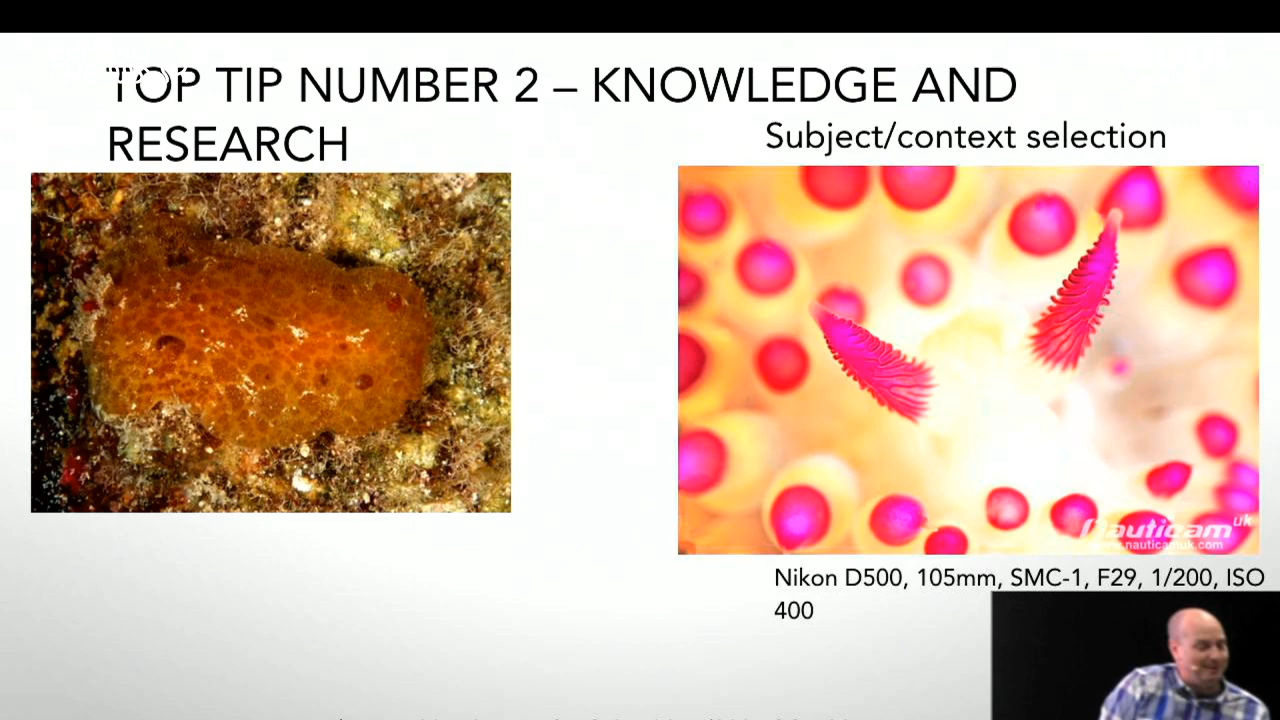 TOP TIP NUMBER 2 – KNOWLEDGE AND
RESEARCH
Subject/context selection
Nauticam uk
www.nauticamuk.com
Nikon D500, 105mm, SMC-1, F29, 1/200, ISO
400